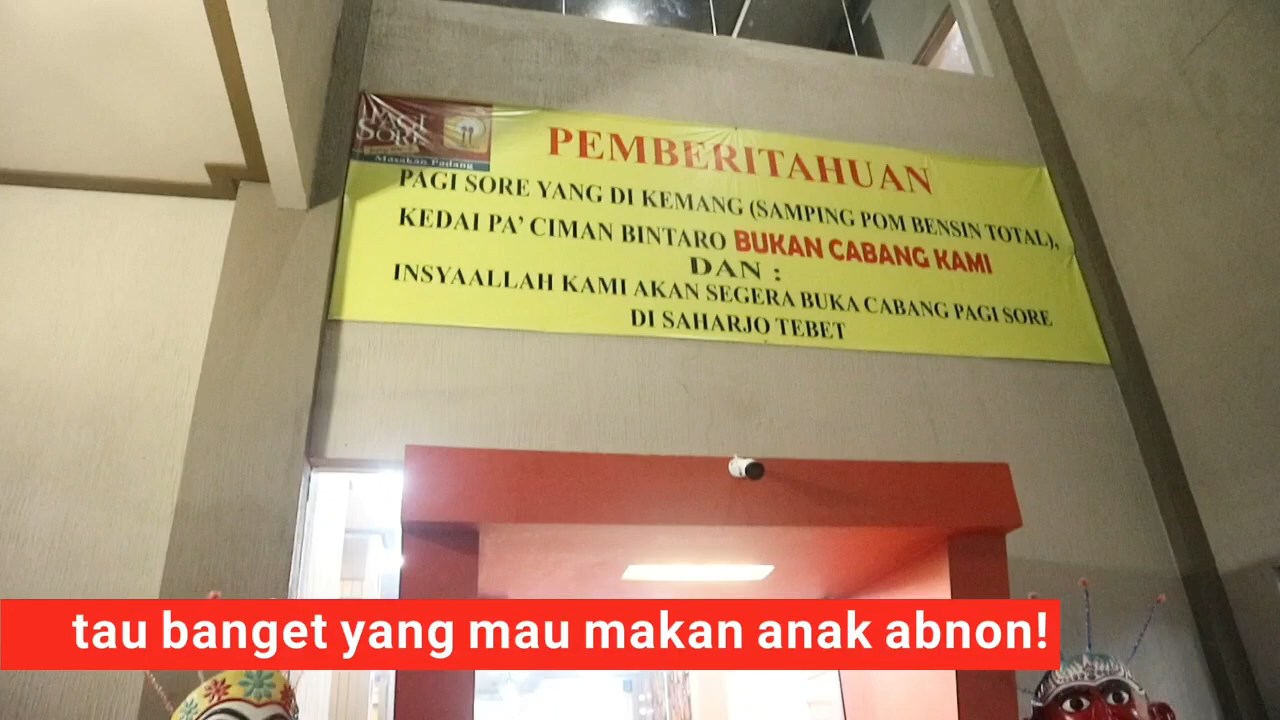 PAGI
SORE
Masakan Padang
PEMBERITAHUAN
PAGI SORE YANG DI KEMANG (SAMPING POM BENSIN TOTAL),
KEDAI PA' CIMAN BINTARO BUKAN CABANG KAMI
DAN :
INSYAALLAH KAMI AKAN SEGERA BUKA CABANG PAGI SORE
DI SAHARJO TEBET
tau banget yang mau makan anak abnon!